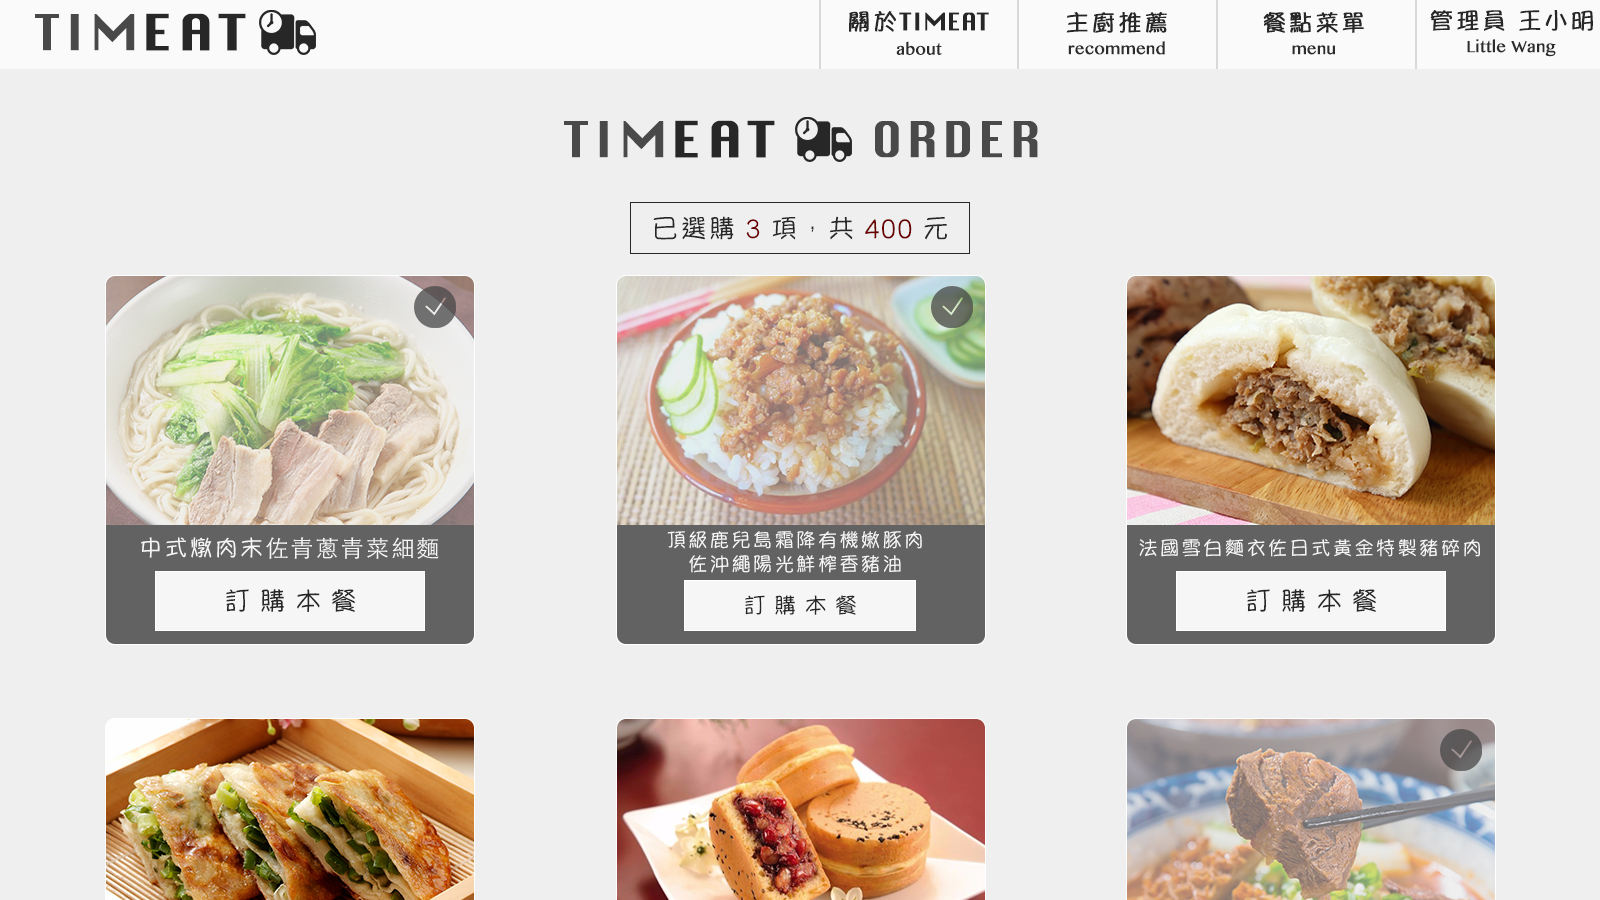 TIMEAT
關於TIMEAT
about
主廚推薦
recommend
餐點菜單
menu
管理員 王小明
Little Wang
TIMEAT ORDER
已選購 3 項，共 400 元
中式燉肉末佐青蔥青菜細麵
訂購本餐
頂級鹿兒島霜降有機嫩豚肉
佐沖繩陽光鮮榨香豬油
訂購本餐
法國雪白麵衣佐日式黃金特製豬碎肉
訂購本餐